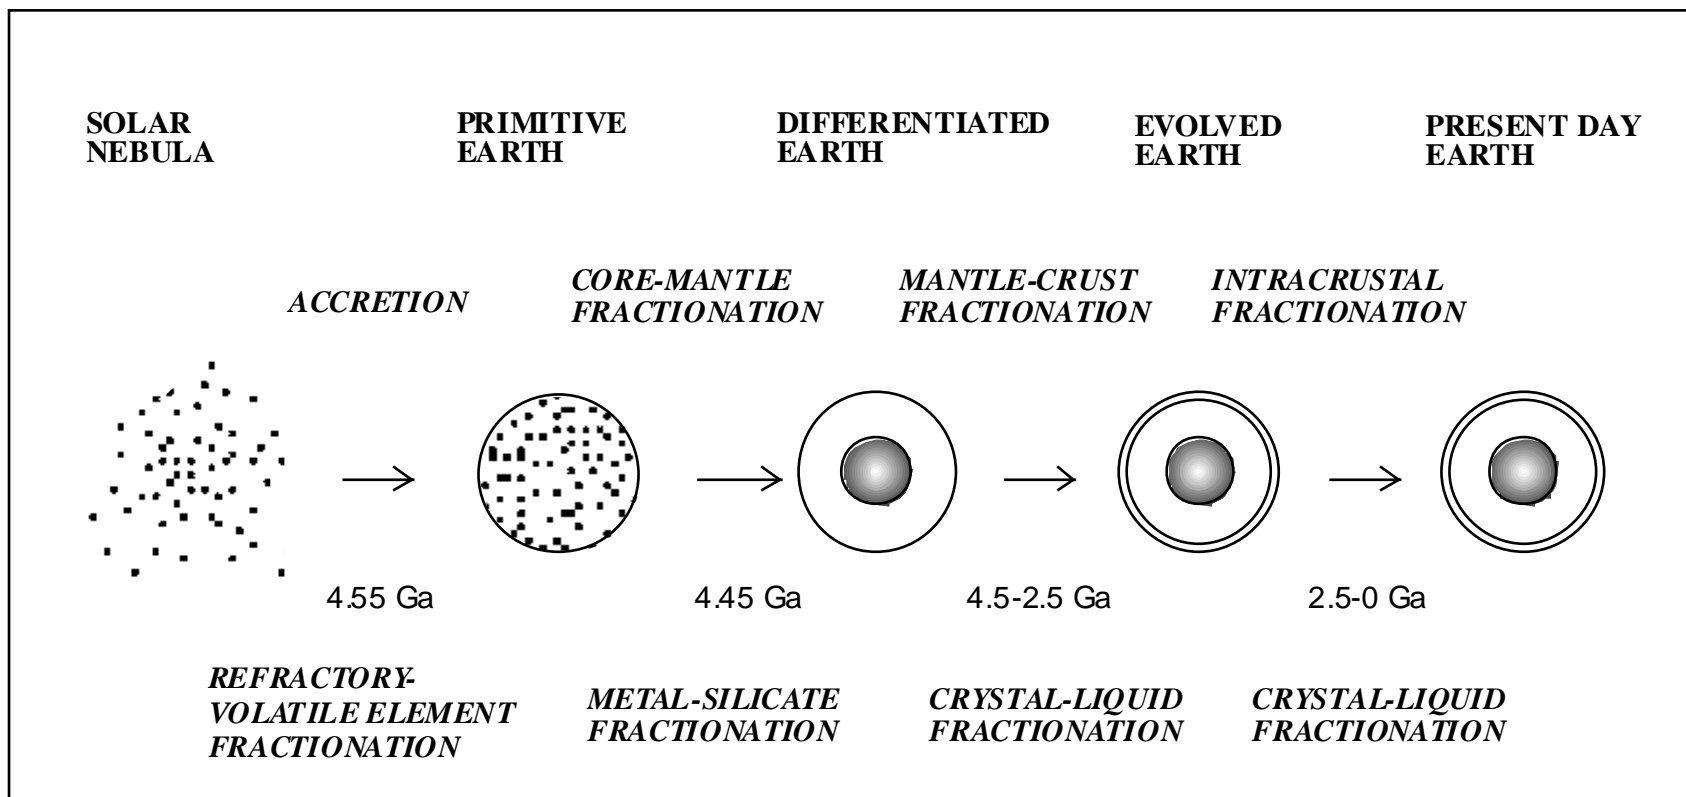 SOLAR
NEBULA
PRIMITIVE
EARTH
DIFFERENTIATED
EARTH
EVOLVED
EARTH
PRESENT DAY
EARTH
ACCRETION
CORE-MANTLE
FRACTIONATION
MANTLE-CRUST
FRACTIONATION
INTRACRUSTAL
FRACTIONATION
4.55 Ga
4.45 Ga
4.5-2.5 Ga
2.5-0 Ga
REFRACTORY-
VOLATILE ELEMENT
FRACTIONATION
METAL-SILICATE
FRACTIONATION
CRYSTAL-LIQUID
FRACTIONATION
CRYSTAL-LIQUID
FRACTIONATION